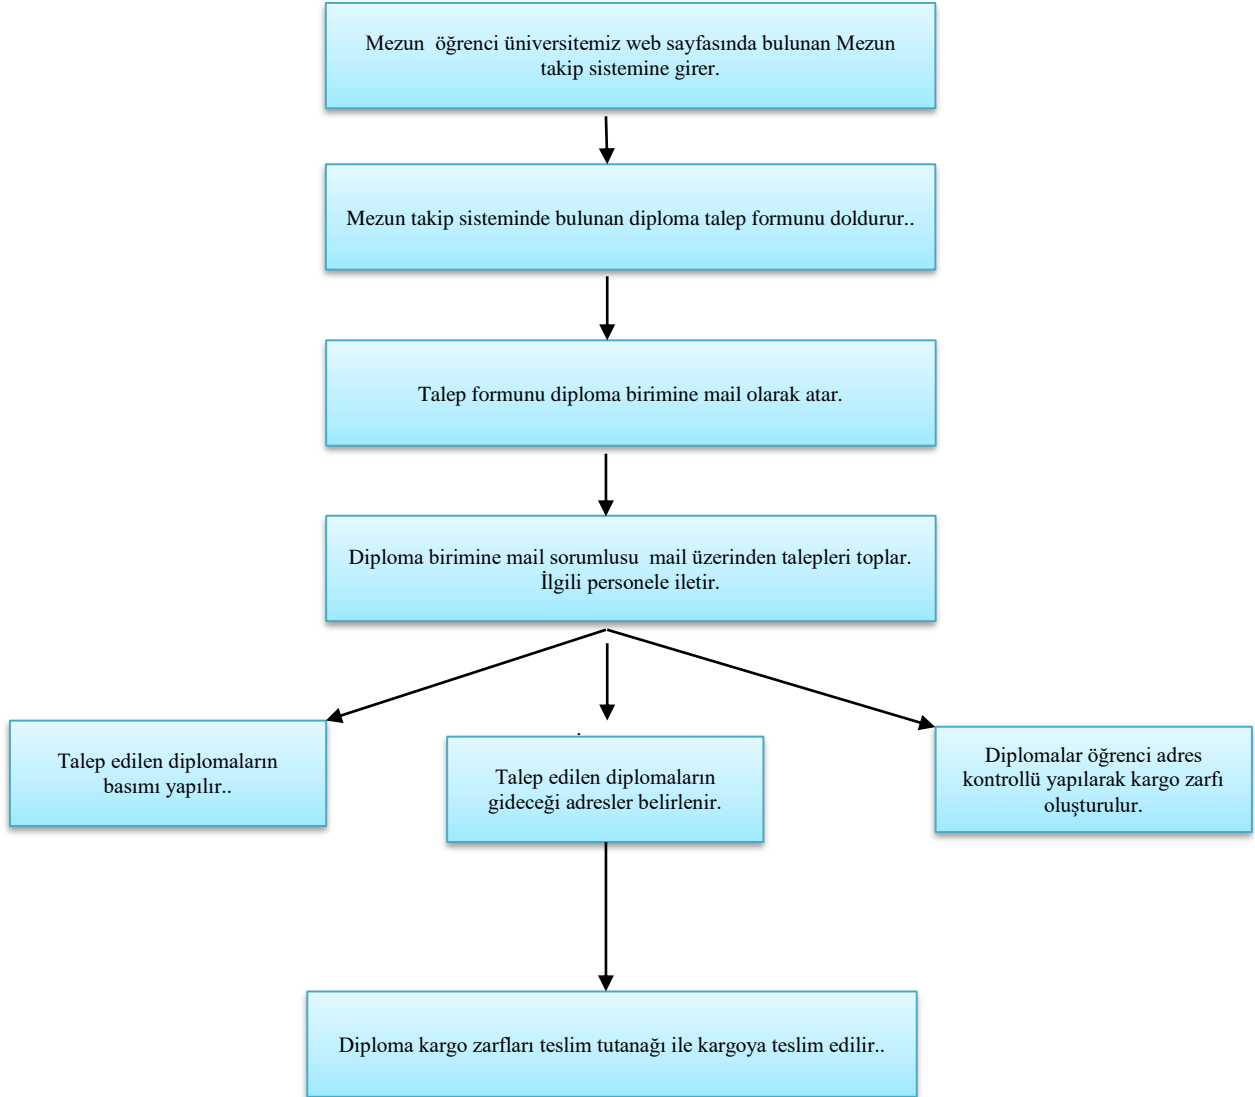 Mezun  öğrenci üniversitemiz web sayfasında bulunan Mezun
takip sistemine girer.
Mezun takip sisteminde bulunan diploma talep formunu doldurur..
Talep formunu diploma birimine mail olarak atar.
Diploma birimine mail sorumlusu  mail üzerinden talepleri toplar.
İlgili personele iletir.
Talep edilen diplomaların
basımı yapılır..
.
Talep edilen diplomaların
gideceği adresler belirlenir.
Diplomalar öğrenci adres
kontrollü yapılarak kargo zarfı
oluşturulur.
Diploma kargo zarfları teslim tutanağı ile kargoya teslim edilir..